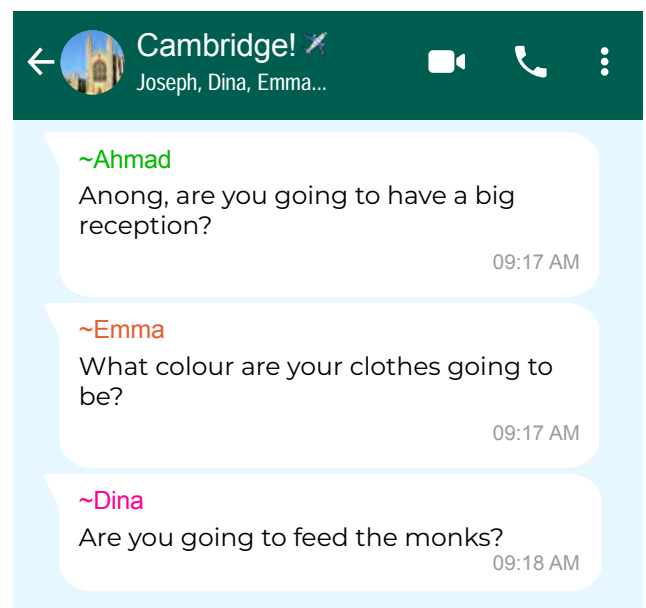 Cambridge!
Joseph, Dina, Emma...
~Ahmad
Anong, are you going to have a big
reception?
09:17 AM
~Emma
What colour are your clothes going to
be?
09:17 AM
~Dina
Are you going to feed the monks?
09:18 AM